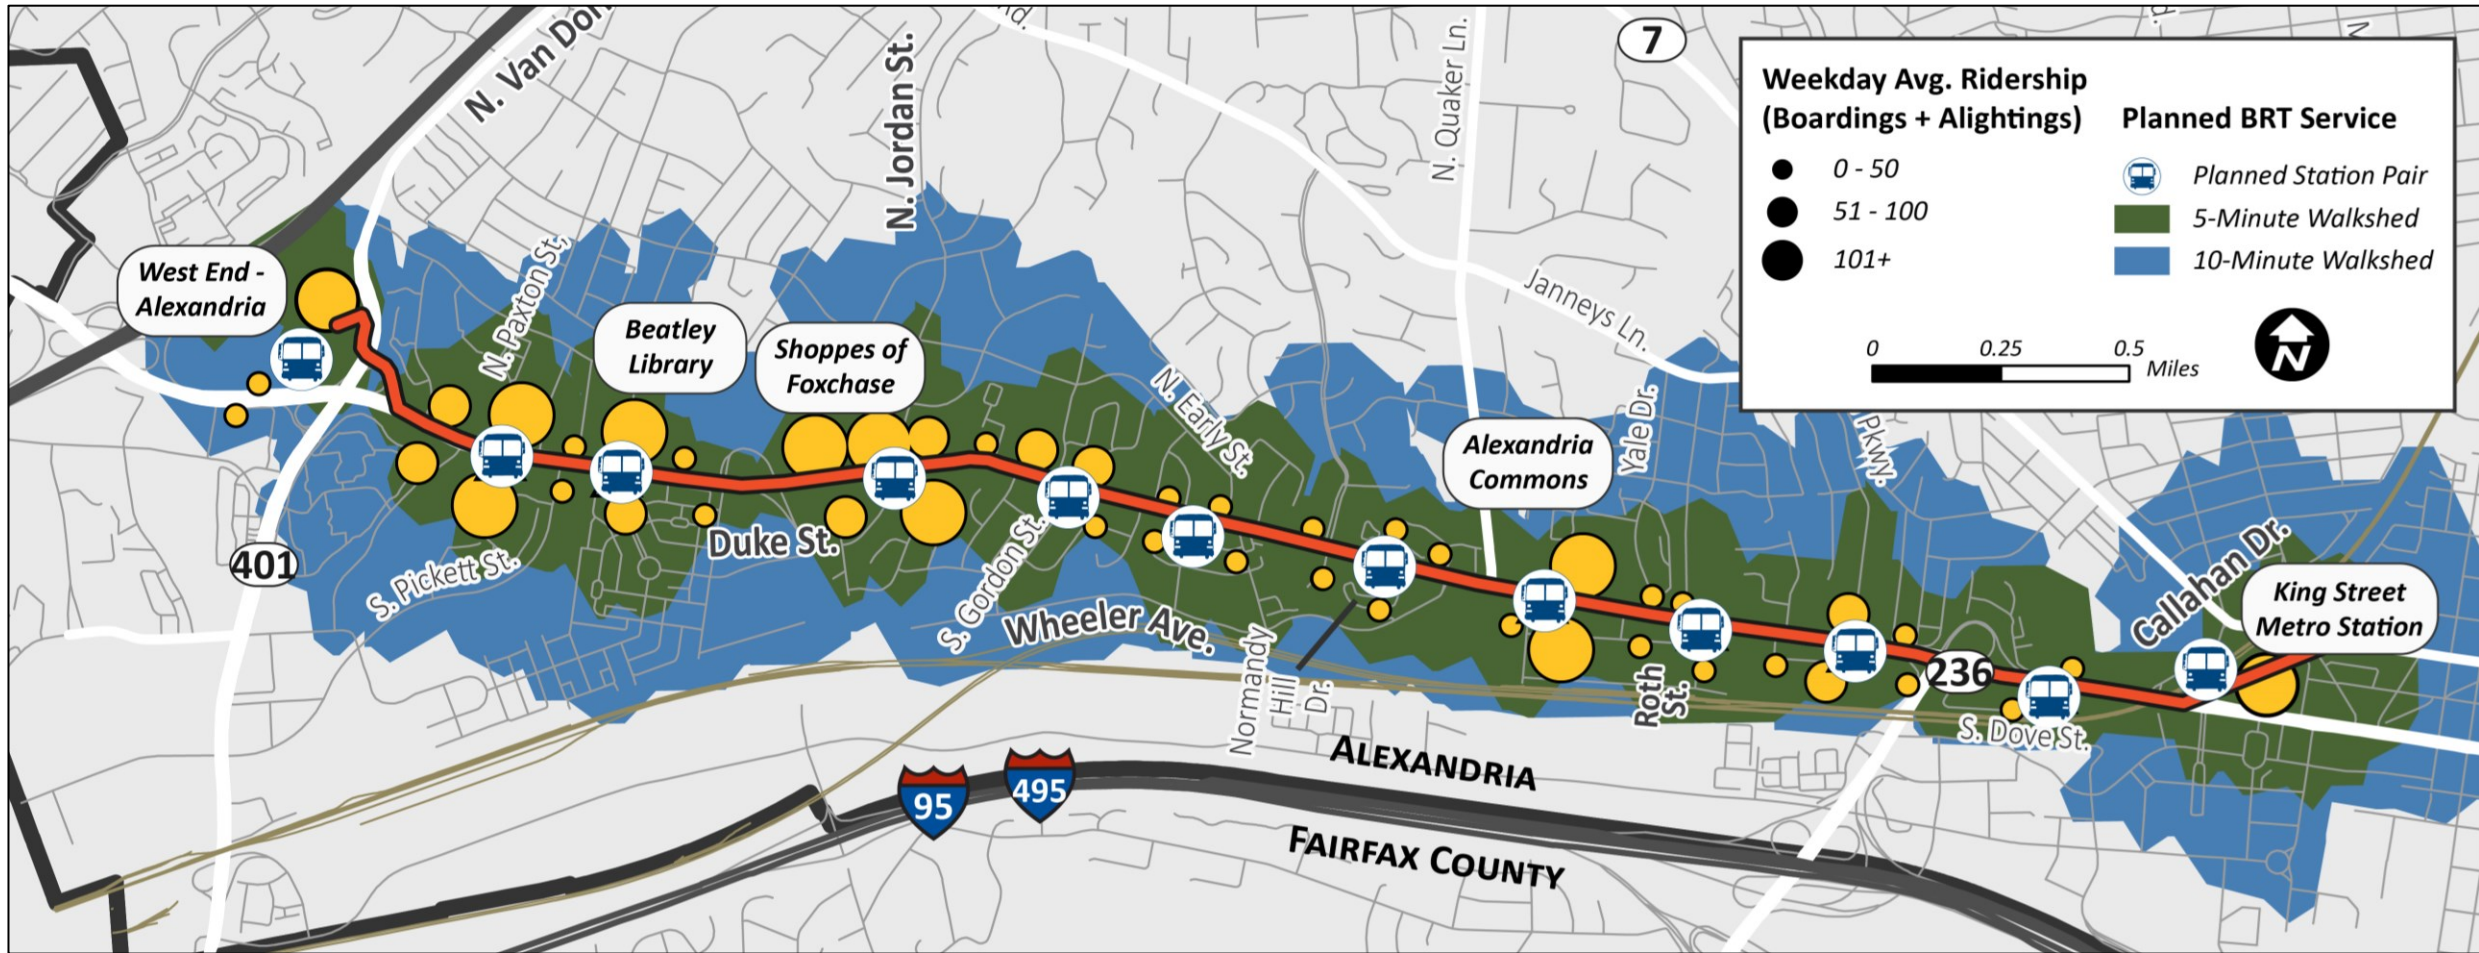 N. Van Dor
N. Jordan St.
N. Quaker Ln.
7
Weekday Avg. Ridership
(Boardings + Alightings)
0 - 50
51 - 100
101+
Planned BRT Service
Planned Station Pair
5-Minute Walkshed
10-Minute Walkshed
0 0.25 0.5
Miles
N
West End -
Alexandria
N. Paxton St,
Beatley
Library
Shoppes of
Foxchase
N. Early St.
Janneys Ln.
Yale Dr.
Pkwy.
Alexandria
Commons
401
S. Pickett St.
Duke St.
S. Gordon St.
Wheeler Ave.
Normandy
Hill
Dr.
Roth
St.
236
S. Dove St.
Callahan Dr.
King Street
Metro Station
95
495
ALEXANDRIA
FAIRFAX COUNTY